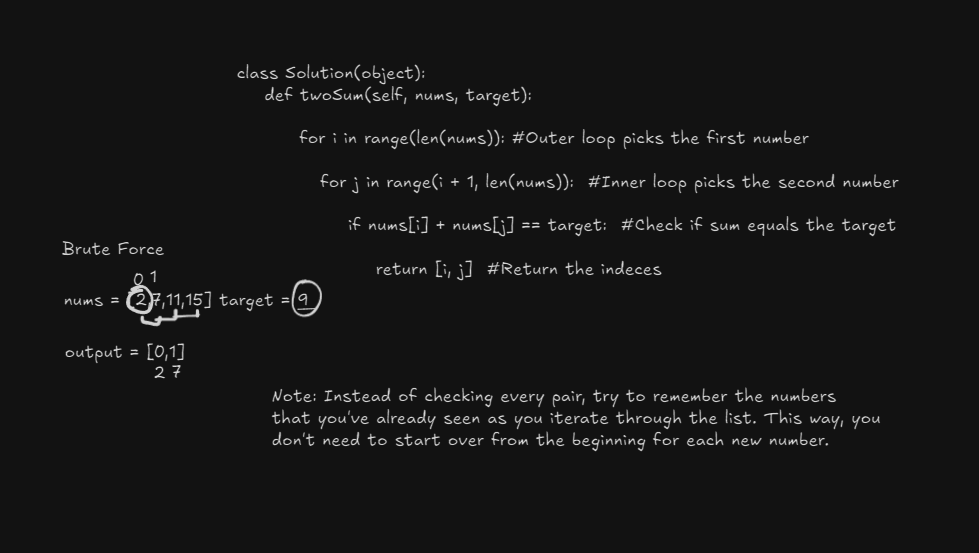 class Solution(object):
def twoSum(self, nums, target):
for i in range(len(nums)): #Outer loop picks the first number
for j in range(i + 1, len(nums)): #Inner loop picks the second number
if nums[i] + nums[j] == target: #Check if sum equals the target
return [i, j] #Return the indeces
Brute Force
0 1
nums = [2,7,11,15] target = 9
output = [0,1]
2 7
Note: Instead of checking every pair, try to remember the numbers
that you've already seen as you iterate through the list. This way, you
don't need to start over from the beginning for each new number.